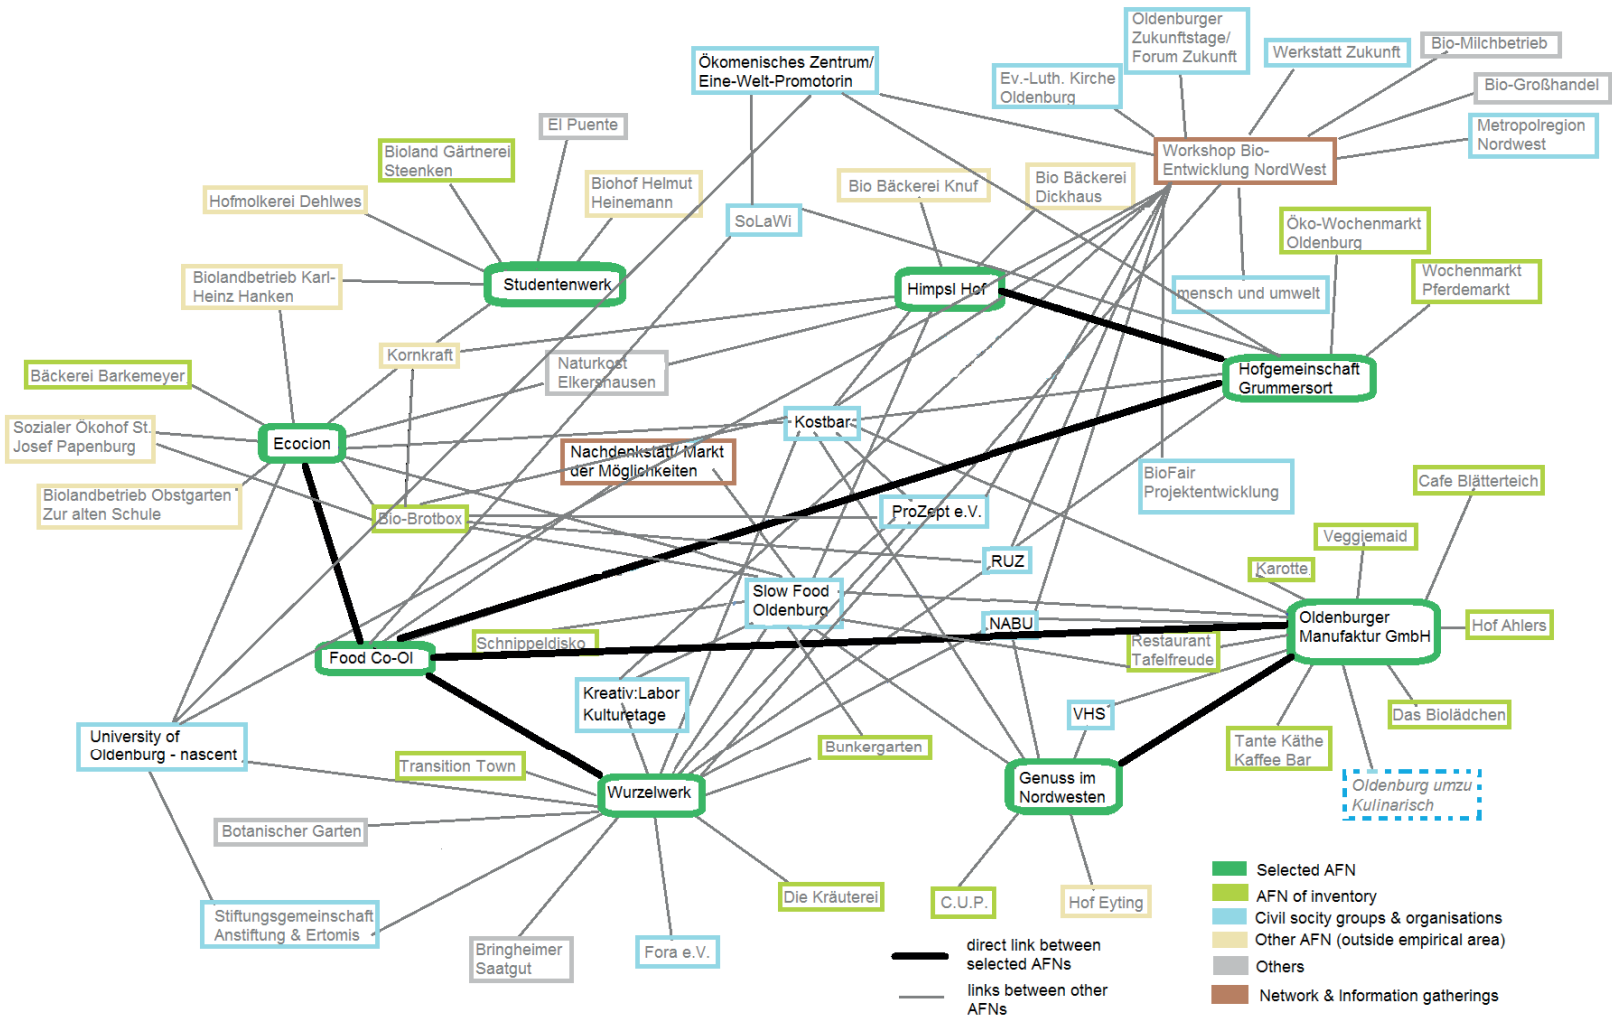 Oldenburger
Zukunftstage/
Forum Zukunft
Werkstatt Zukunft
Bio-Milchbetrieb
Ökomenisches Zentrum/
Eine-Welt-Promotorin
Ev.-Luth. Kirche
Oldenburg
Bio-Großhandel
El Puente
Metropolregion
Nordwest
Bioland Gärtnerei
Steenken
Workshop Bio-
Entwicklung NordWest
Biohof Helmut
Heinemann
Bio Bäckerei Knuf
Bio Bäckerei
Dickhaus
Hofmolkerei Dehlwes
SoLaWi
Öko-Wochenmarkt
Oldenburg
Biolandbetrieb Karl-
Heinz Hanken
Studentenwerk
Himpsl Hof
mensch und umwelt
Wochenmarkt
Pferdemarkt
Kornkraft
Naturkost
Elkershausen
Hofgemeinschaft
Grummersort
Bäckerei Barkemeyer
Sozialer Ökohof St.
Josef Papenburg
Ecocion
Kostbar
Nachdenkstatt/ Markt
der Möglichkeiten
BioFair
Projektentwicklung
Cafe Blätterteich
Biolandbetrieb Obstgarten
Zur alten Schule
Bio-Brotbox
ProZept e.V.
Veggiemaid
RUZ
Karotte
Slow Food
Oldenburg
NABU
Oldenburger
Manufaktur GmbH
Hof Ahlers
Schnippeldisko
Restaurant
Tafelfreude
Food Co-Ol
Kreativ:Labor
Kulturetage
VHS
Das Biolädchen
University of
Oldenburg - nascent
Bunkergarten
Tante Käthe
Kaffee Bar
Transition Town
Wurzelwerk
Genuss im
Nordwesten
Oldenburg umzu
Kulinarisch
Botanischer Garten
Die Kräuterei
C.U.P.
Hof Eyting
Stiftungsgemeinschaft
Anstiftung & Ertomis
Bringheimer
Saatgut
Fora e.V.
direct link between
selected AFNs
links between other
AFNs
Selected AFN
AFN of inventory
Civil socity groups & organisations
Other AFN (outside empirical area)
Others
Network & Information gatherings